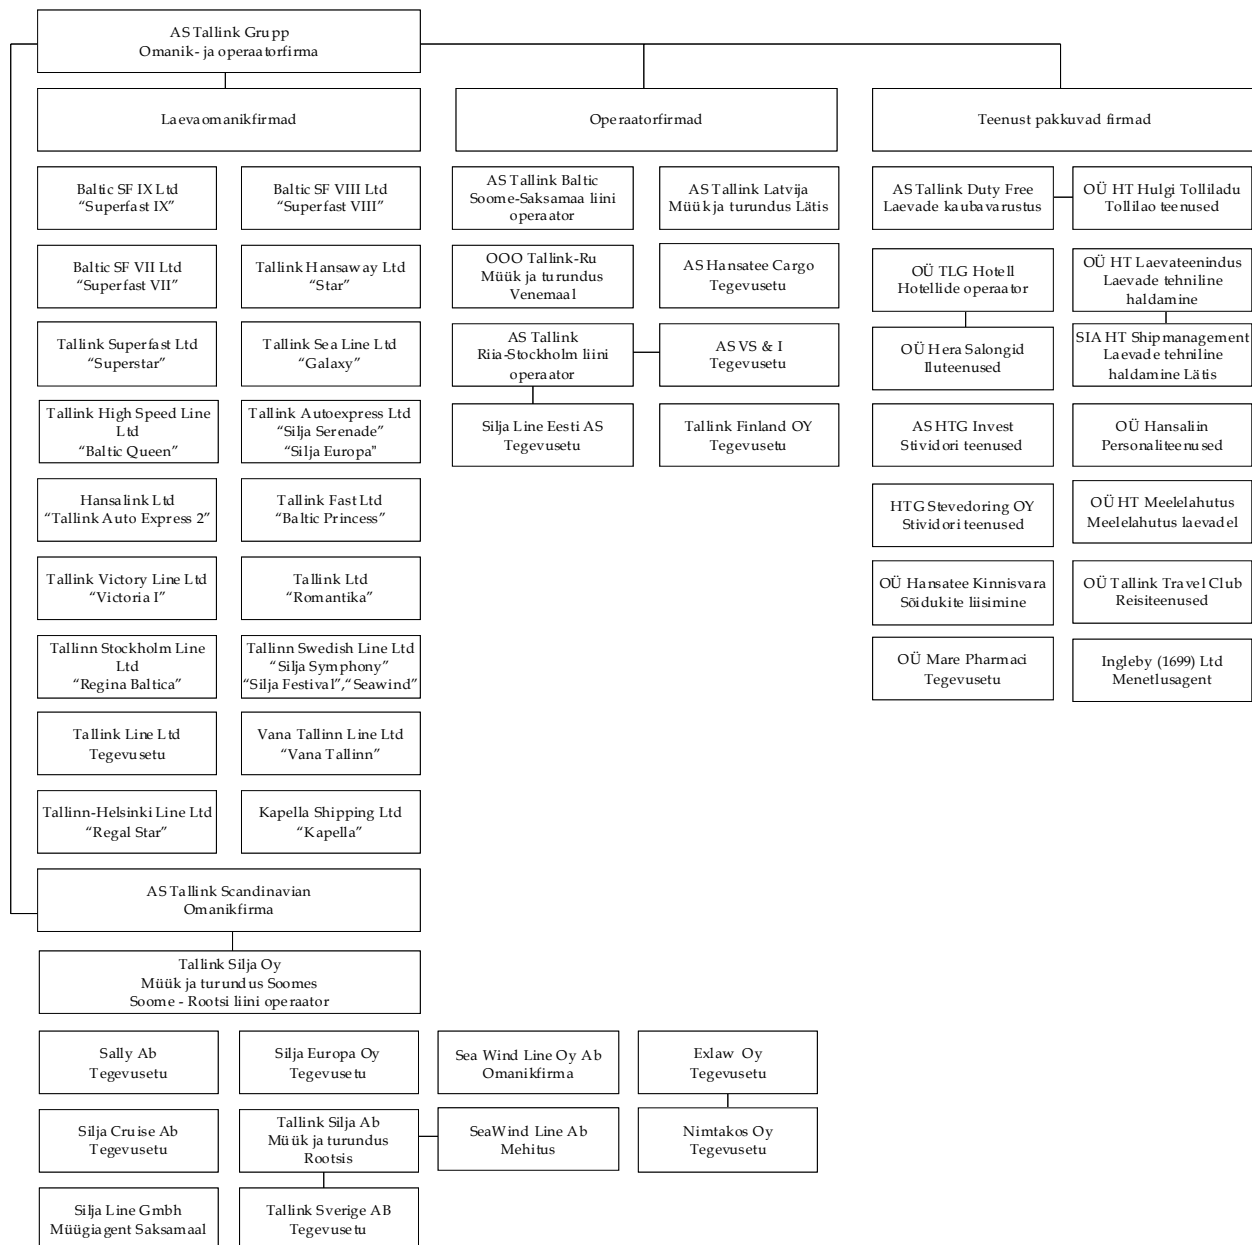 AS Tallink Grupp
Omanik- ja operaatorfirma
Laevaomanikfirmad
Operaatorfirmad
Teenust pakkuvad firmad
Baltic SF IX Ltd
“Superfast IX”
Baltic SF VIII Ltd
“Superfast VIII”
AS Tallink Baltic
Soome-Saksamaa liini
operaator
AS Tallink Latvija
Müük ja turundus Lätis
AS Tallink Duty Free
Laevade kaubavarustus
OÜ HT Hulgi Tolliladu
Tollilao teenused
Baltic SF VII Ltd
“Superfast VII”
Tallink Hansaway Ltd
“Star”
OOO Tallink-Ru
Müük ja turundus
Venemaal
AS Hansatee Cargo
Tegevusetu
OÜ TLG Hotell
Hotellide operaator
OÜ HT Laevateenindus
Laevade tehniline
haldamine
Tallink Superfast Ltd
“Superstar”
Tallink Sea Line Ltd
“Galaxy”
AS Tallink
Riia-Stockholm liini
operaator
AS VS & I
Tegevusetu
OÜ Hera Salongid
Iluteenused
SIA HT Shipmanagement
Laevade tehniline
haldamine Lätis
Tallink High Speed Line
Ltd
“Baltic Queen”
Tallink Autoexpress Ltd
“Silja Serenade”
“Silja Europa"
Silja Line Eesti AS
Tegevusetu
Tallink Finland OY
Tegevusetu
AS HTG Invest
Stividori teenused
OÜ Hansaliin
Personaliteenused
Hansalink Ltd
“Tallink Auto Express 2”
Tallink Fast Ltd
“Baltic Princess”
HTG Stevedoring OY
Stividori teenused
OÜ HT Meelelahutus
Meelelahutus laevadel
Tallink Victory Line Ltd
“Victoria I”
Tallink Ltd
“Romantika”
OÜ Hansatee Kinnisvara
Sõidukite liisimine
OÜ Tallink Travel Club
Reisiteenused
Tallinn Stockholm Line
Ltd
“Regina Baltica”
Tallinn Swedish Line Ltd
“Silja Symphony”
“Silja Festival”,“Seawind”
OÜ Mare Pharmaci
Tegevusetu
Ingleby (1699) Ltd
Menetlusagent
Tallink Line Ltd
Tegevusetu
Vana Tallinn Line Ltd
“Vana Tallinn”
Tallinn-Helsinki Line Ltd
“Regal Star”
Kapella Shipping Ltd
“Kapella”
AS Tallink Scandinavian
Omanikfirma
Tallink Silja Oy
Müük ja turundus Soomes
Soome - Rootsi liini operaator
Sally Ab
Tegevusetu
Silja Europa Oy
Tegevusetu
Sea Wind Line Oy Ab
Omanikfirma
Exlaw Oy
Tegevusetu
Silja Cruise Ab
Tegevusetu
Tallink Silja Ab
Müük ja turundus
Rootsis
SeaWind Line Ab
Mehitus
Nimtakos Oy
Tegevusetu
Silja Line Gmbh
Müügiagent Saksamaal
Tallink Sverige AB
Tegevusetu